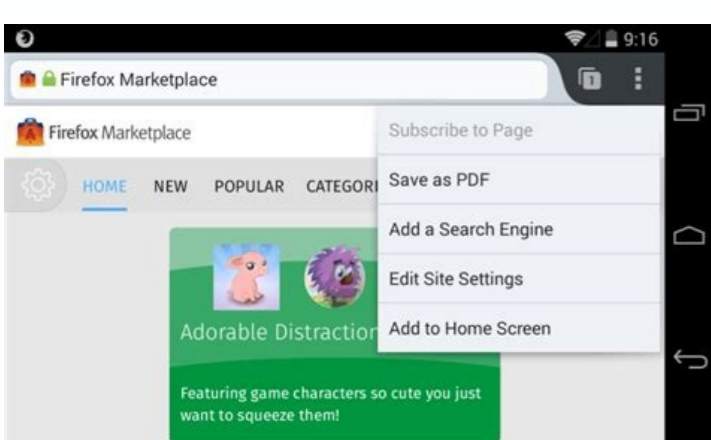 9:16
Firefox Marketplace
1
Firefox Marketplace
Subscribe to Page
Save as PDF
Add a Search Engine
Edit Site Settings
Add to Home Screen
HOME NEW POPULAR CATEGORI
Adorable Distraction
Featuring game characters so cute you just
want to squeeze them!